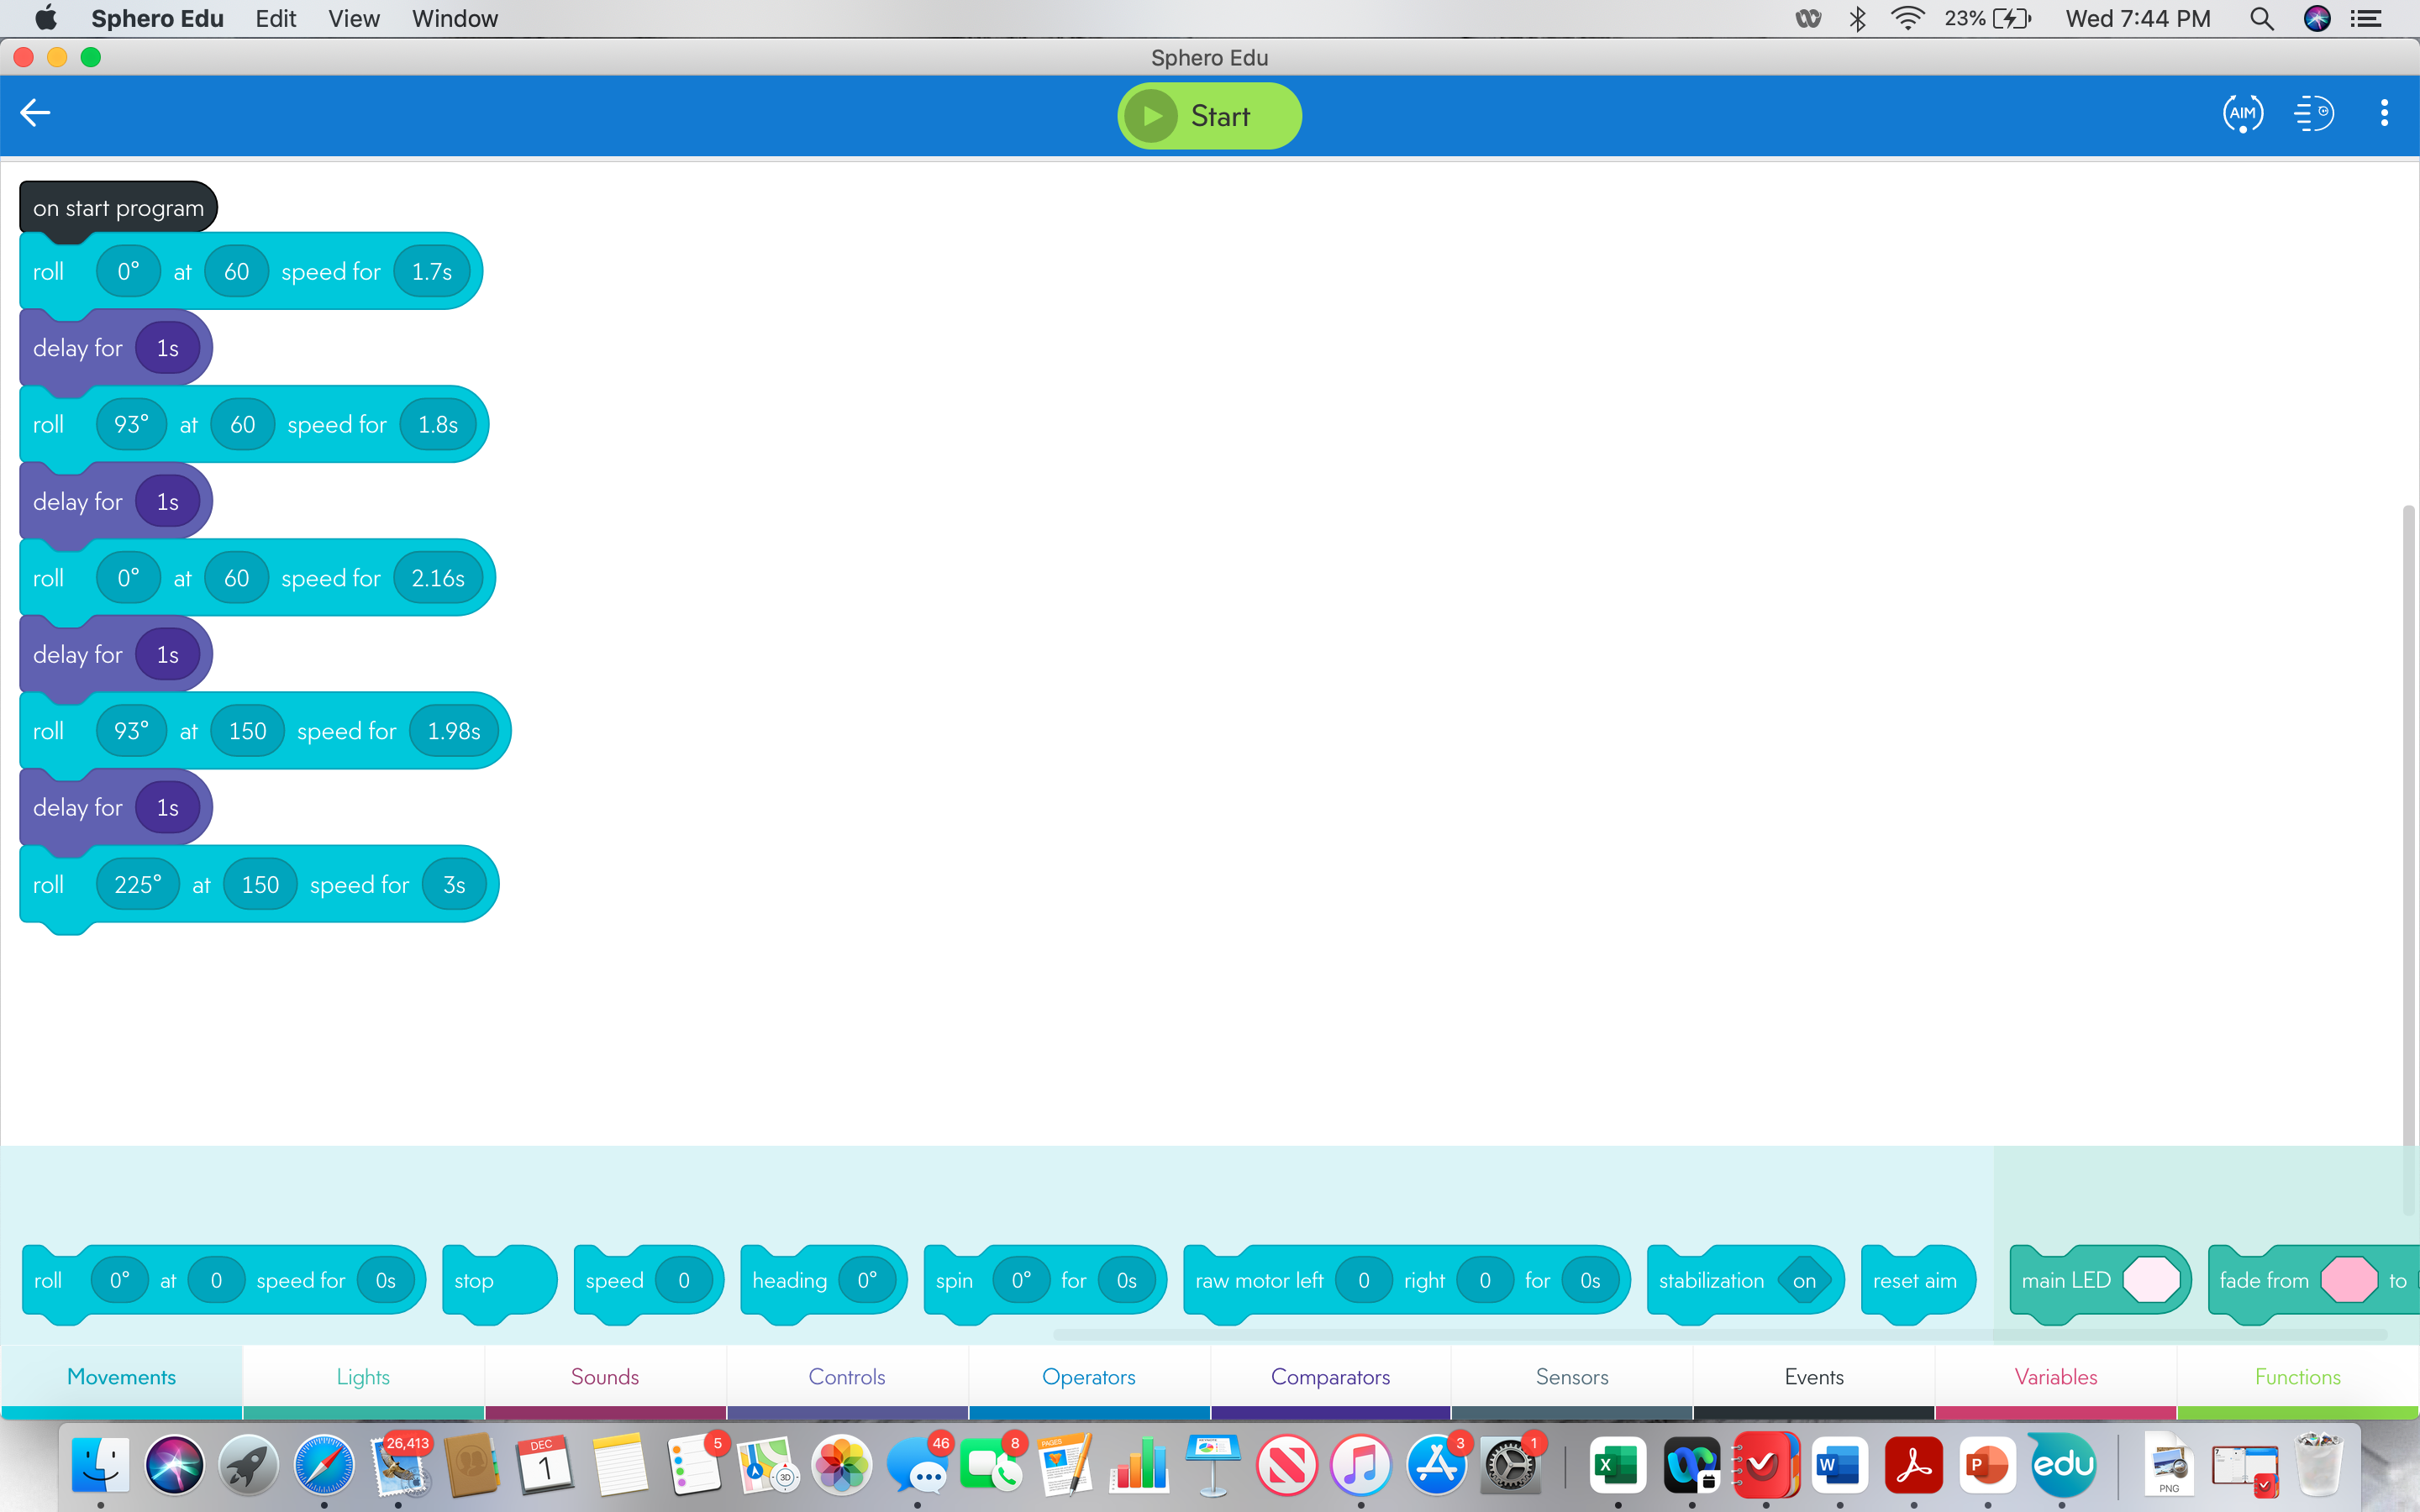 Sphero Edu Edit View Window 23% Wed 7:44 PM
Sphero Edu
Start AIM
on start program
roll 0° at 60 speed for 1.7s
delay for 1s
roll 93° at 60 speed for 1.8s
delay for 1s
roll 0° at 60 speed for 2.16s
delay for 1s
roll 93° at 150 speed for 1.98s
delay for 1s
roll 225° at 150 speed for 3s
roll 0° at 0 speed for 0s stop speed 0 heading 0° spin 0° for 0s raw motor left 0 right 0 for 0s stabilization on reset aim main LED fade from to
Movements Lights Sounds Controls Operators Comparators Sensors Events Variables Functions
26,413 DEC 1 5 3D 46 8 PAGES 3 1 X W P edu PNG